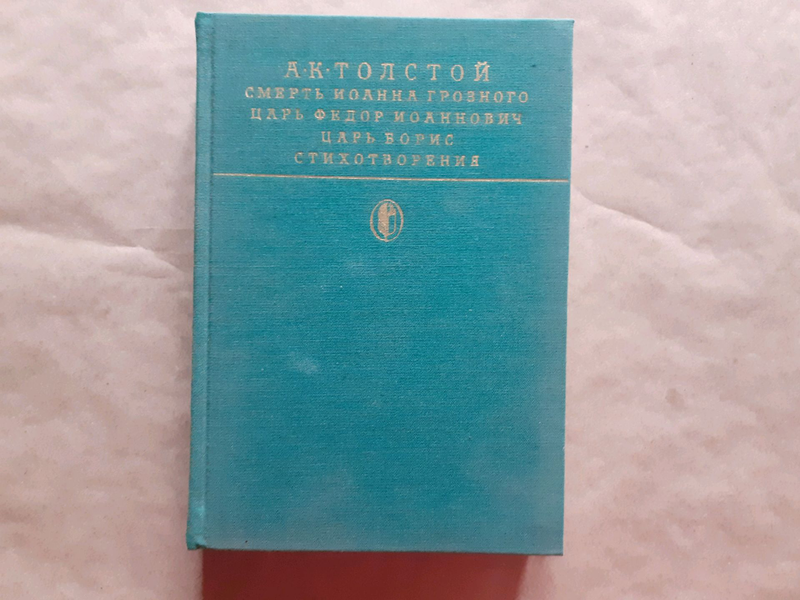 А·К·ТОЛСТОЙ
СМЕРТЬ ИОАННА ГРОЗНОГО
ЦАРЬ ФЕДОР ИОАННОВИЧ
ЦАРЬ БОРИС
СТИХОТВОРЕНИЯ